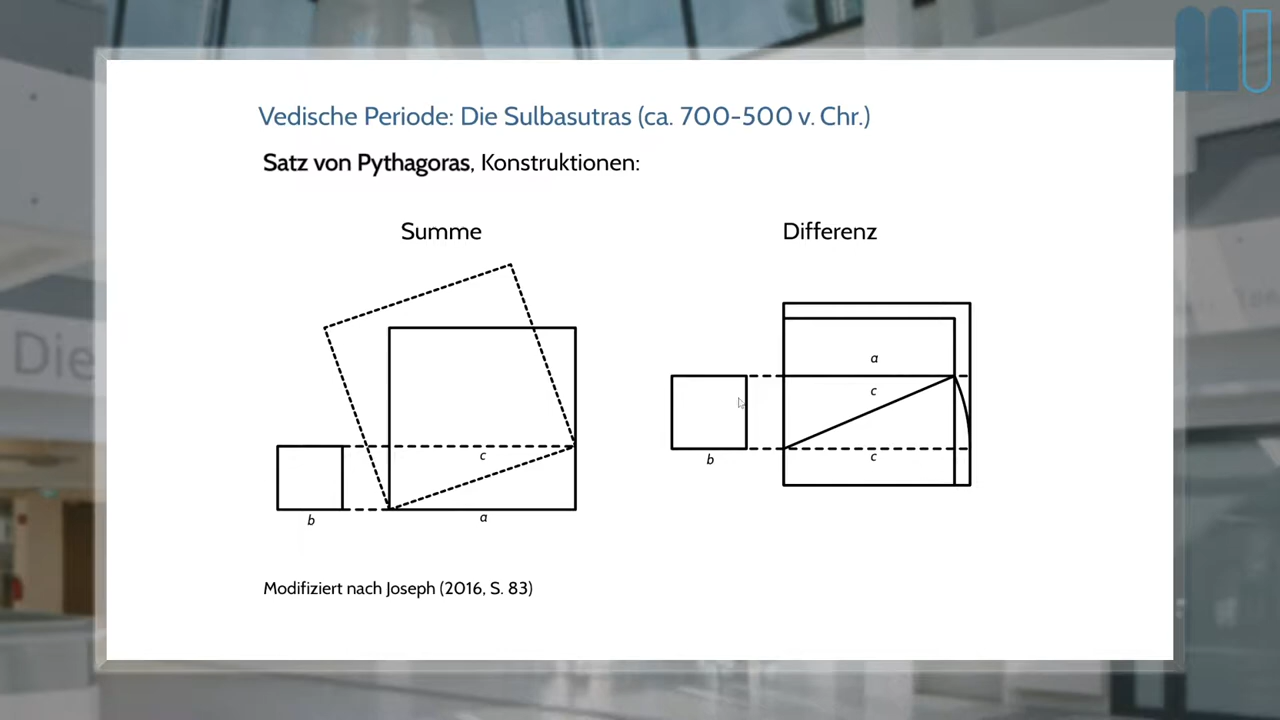 Vedische Periode: Die Sulbasutras (ca. 700-500 v. Chr.)
Satz von Pythagoras, Konstruktionen:
Summe
Differenz
a
c
c
b
b
c
a
Modifiziert nach Joseph (2016, S. 83)
Die